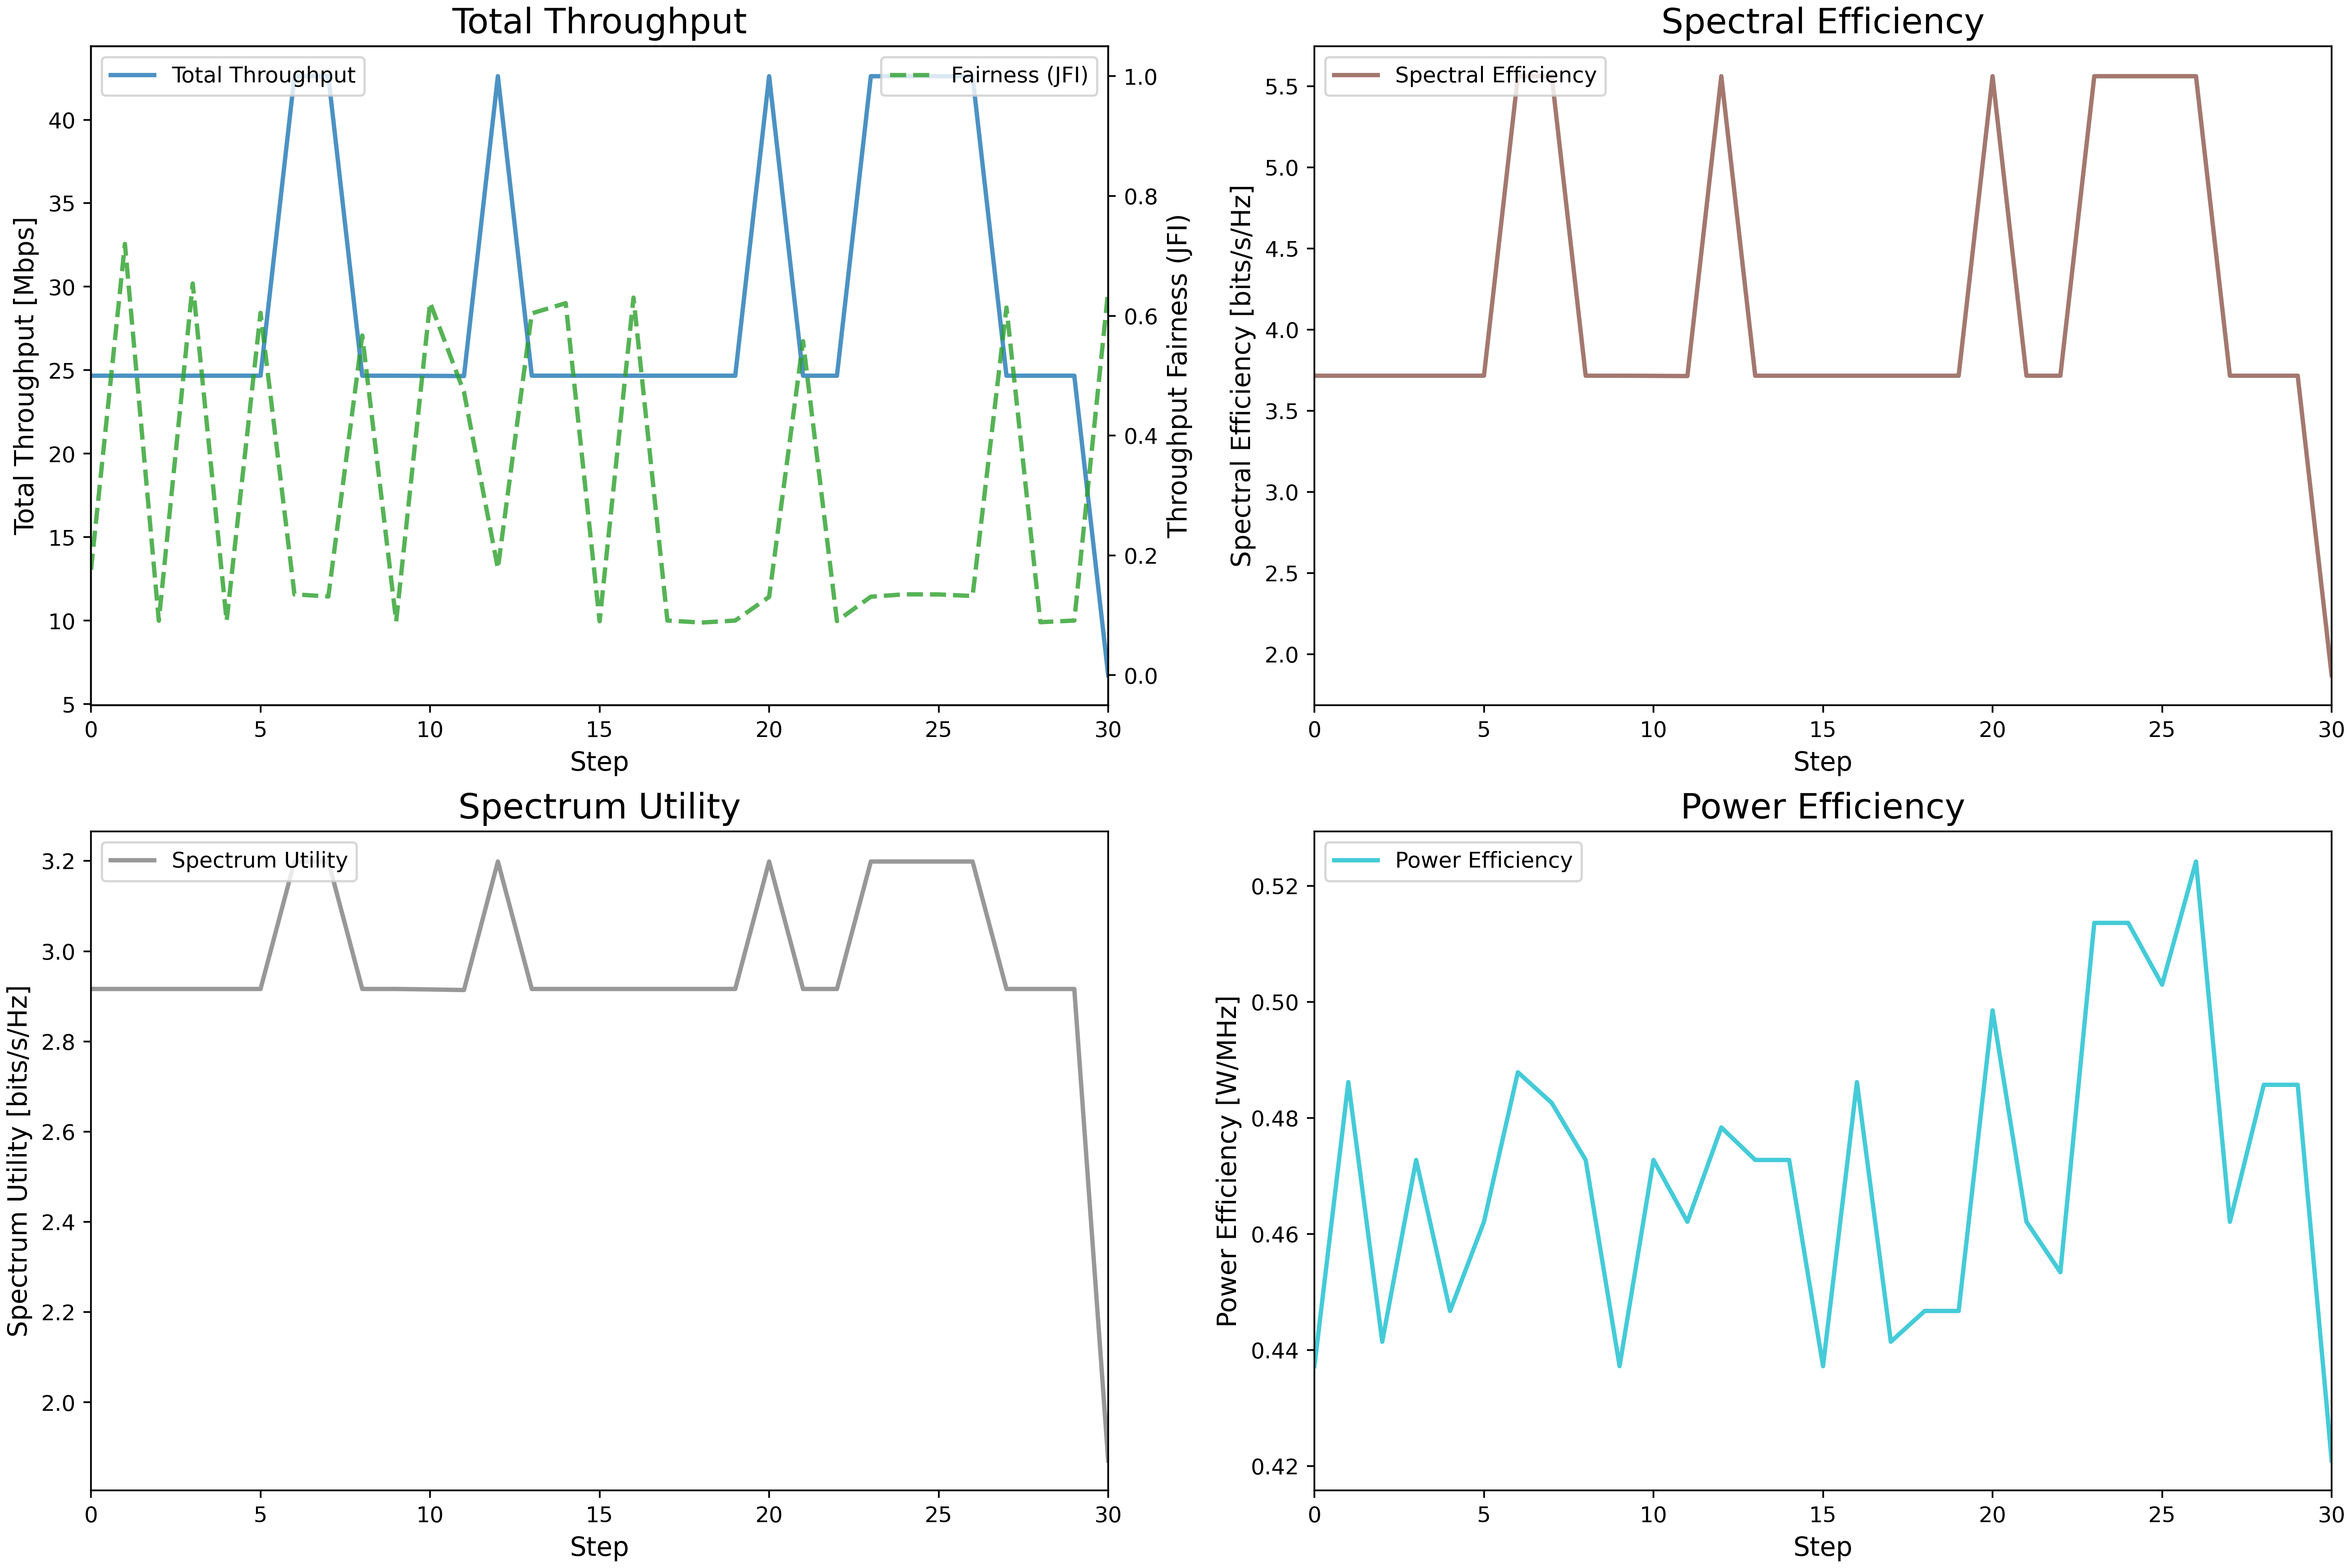 Total Throughput
Total Throughput
Fairness (JFI)
Total Throughput [Mbps]
40
35
30
25
20
15
10
5
1.0
0.8
0.6
0.4
0.2
0.0
Throughput Fairness (JFI)
0 5 10 15 20 25 30
Step
Spectral Efficiency
Spectral Efficiency
Spectral Efficiency [bits/s/Hz]
5.5
5.0
4.5
4.0
3.5
3.0
2.5
2.0
0 5 10 15 20 25 30
Step
Spectrum Utility
Spectrum Utility
Spectrum Utility [bits/s/Hz]
3.2
3.0
2.8
2.6
2.4
2.2
2.0
0 5 10 15 20 25 30
Step
Power Efficiency
Power Efficiency
Power Efficiency [W/MHz]
0.52
0.50
0.48
0.46
0.44
0.42
0 5 10 15 20 25 30
Step